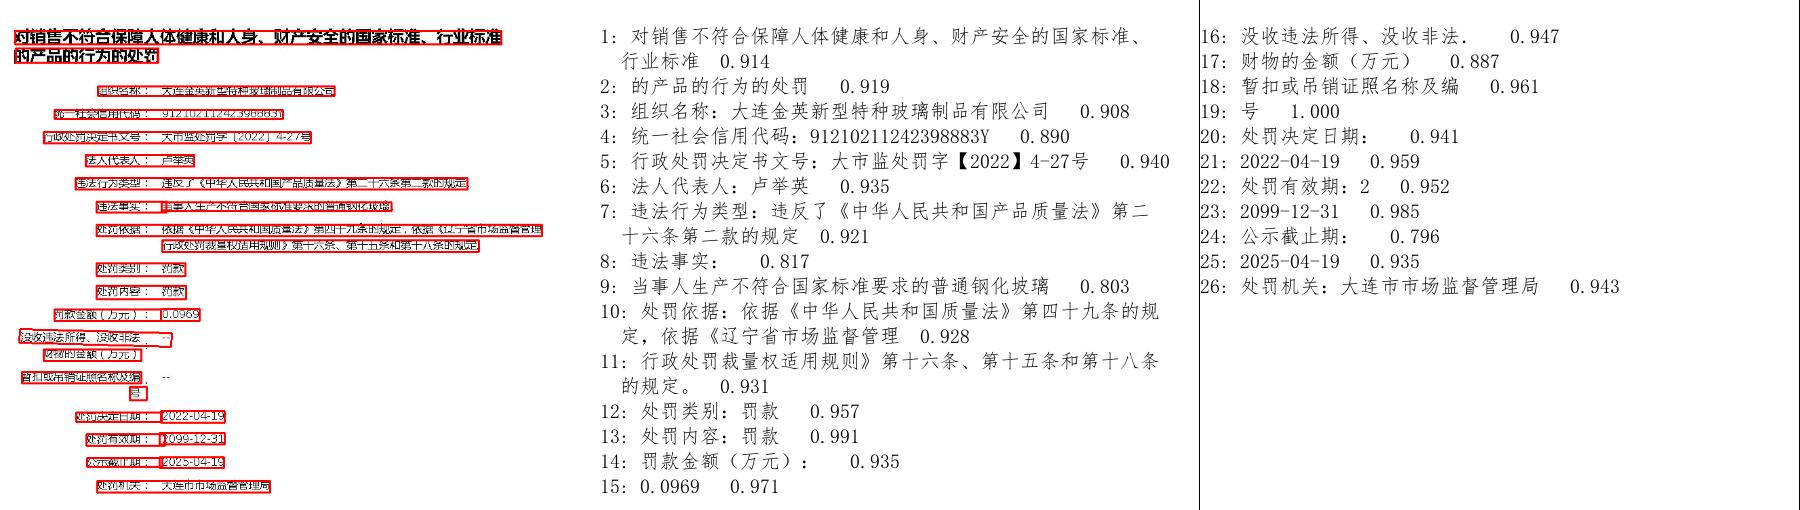 对销售不符合保障人体健康和人身、财产安全的国家标准、行业标准
的产品的行为的处罚
组织名称： 大连金英新型特种玻璃制品有限公司
统一社会信用代码： 91210211242398883Y
行政处罚决定书文号： 大市监处罚字〔2022〕4-27号
法人代表人： 卢举英
违法行为类型： 违反了《中华人民共和国产品质量法》第二十六条第二款的规定
违法事实： 当事人生产不符合国家标准要求的普通钢化玻璃
处罚依据： 依据《中华人民共和国质量法》第四十九条的规定，依据《辽宁省市场监督管理
行政处罚裁量权适用规则》第十六条、第十五条和第十八条的规定。
处罚类别： 罚款
处罚内容： 罚款
罚款金额（万元）： 0.0969
没收违法所得、没收非法 --
财物的金额（万元）
暂扣或吊销证照名称及编 --
号
处罚决定日期： 2022-04-19
处罚有效期： 2099-12-31
公示截止期： 2025-04-19
处罚机关： 大连市市场监督管理局
1: 对销售不符合保障人体健康和人身、财产安全的国家标准、
行业标准 0.914
2: 的产品的行为的处罚 0.919
3: 组织名称：大连金英新型特种玻璃制品有限公司 0.908
4: 统一社会信用代码：91210211242398883Y 0.890
5: 行政处罚决定书文号：大市监处罚字【2022】4-27号 0.940
6: 法人代表人：卢举英 0.935
7: 违法行为类型：违反了《中华人民共和国产品质量法》第二
十六条第二款的规定 0.921
8: 违法事实： 0.817
9: 当事人生产不符合国家标准要求的普通钢化玻璃 0.803
10: 处罚依据：依据《中华人民共和国质量法》第四十九条的规
定，依据《辽宁省市场监督管理 0.928
11: 行政处罚裁量权适用规则》第十六条、第十五条和第十八条
的规定。 0.931
12: 处罚类别：罚款 0.957
13: 处罚内容：罚款 0.991
14: 罚款金额（万元）： 0.935
15: 0.0969 0.971
16: 没收违法所得、没收非法. 0.947
17: 财物的金额（万元） 0.887
18: 暂扣或吊销证照名称及编 0.961
19: 号 1.000
20: 处罚决定日期： 0.941
21: 2022-04-19 0.959
22: 处罚有效期：2 0.952
23: 2099-12-31 0.985
24: 公示截止期： 0.796
25: 2025-04-19 0.935
26: 处罚机关：大连市市场监督管理局 0.943